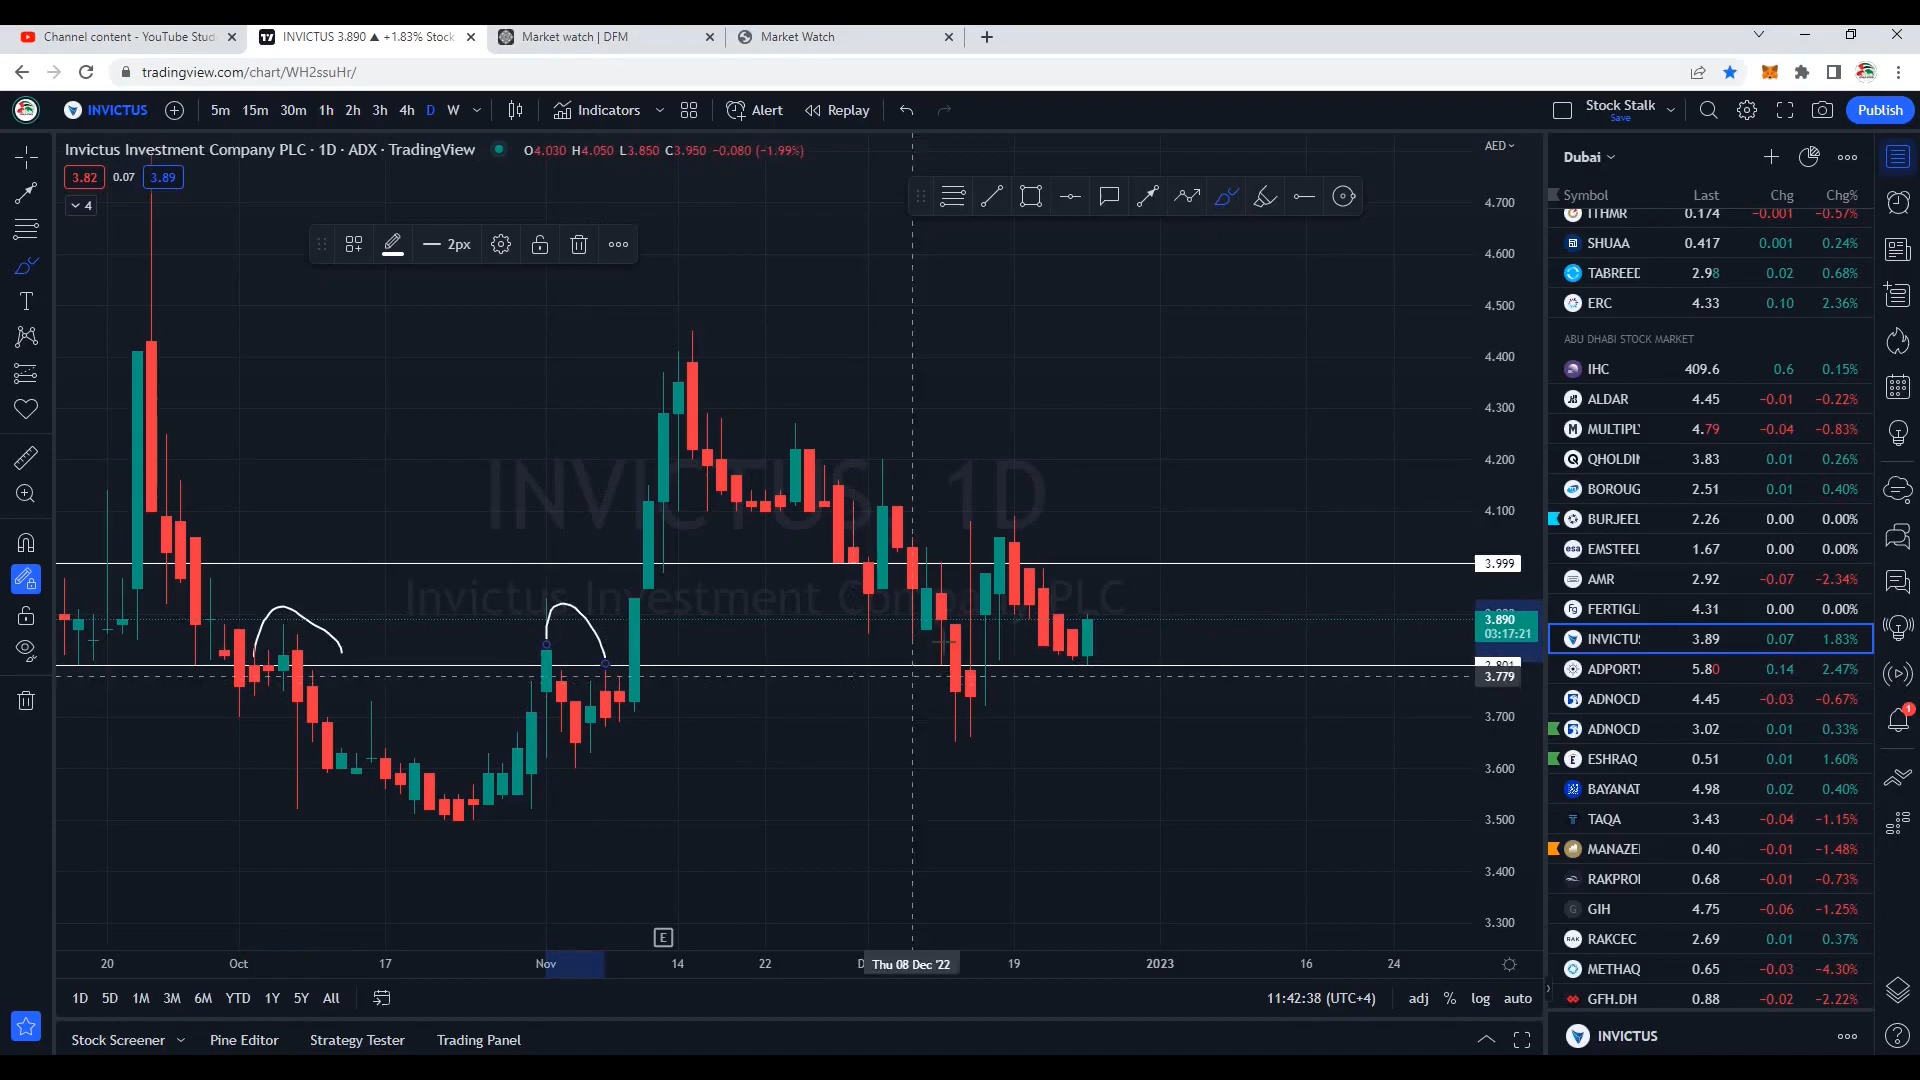 Channel content - YouTube Stud
INVICTUS 3.890 ▲ +1.83% Stock
Market watch | DFM
Market Watch
tradingview.com/chart/WH2ssuHr/
INVICTUS
5m 15m 30m 1h 2h 3h 4h D W
Indicators
Alert
Replay
Stock Stalk
Save
Publish
Invictus Investment Company PLC · 1D · ADX · TradingView
O4.030 H4.050 L3.850 C3.950 −0.080 (−1.99%)
3.82 0.07 3.89
4
2px
AED
4.700
4.600
4.500
4.400
4.300
4.200
4.100
3.999
3.890
03:17:21
3.779
3.700
3.600
3.500
3.400
3.300
INVICTUS 1D
Invictus Investment Company PLC
E
20 Oct 17 Nov 14 22 Thu 08 Dec '22 19 2023 16 24
1D 5D 1M 3M 6M YTD 1Y 5Y All
11:42:38 (UTC+4)
adj % log auto
Stock Screener
Pine Editor
Strategy Tester
Trading Panel
Dubai
Symbol Last Chg Chg%
ITHMR 0.174 −0.001 −0.57%
SHUAA 0.417 0.001 0.24%
TABREED 2.98 0.02 0.68%
ERC 4.33 0.10 2.36%
ABU DHABI STOCK MARKET
IHC 409.6 0.6 0.15%
ALDAR 4.45 −0.01 −0.22%
MULTIPLY 4.79 −0.04 −0.83%
QHOLDIN 3.83 0.01 0.26%
BOROUG 2.51 0.01 0.40%
BURJEEL 2.26 0.00 0.00%
EMSTEEL 1.67 0.00 0.00%
AMR 2.92 −0.07 −2.34%
FERTIGL 4.31 0.00 0.00%
INVICTUS 3.89 0.07 1.83%
ADPORTS 5.80 0.14 2.47%
ADNOCD 4.45 −0.03 −0.67%
ADNOCD 3.02 0.01 0.33%
ESHRAQ 0.51 0.01 1.60%
BAYANAT 4.98 0.02 0.40%
TAQA 3.43 −0.04 −1.15%
MANAZE 0.40 −0.01 −1.48%
RAKPRO 0.68 −0.01 −0.73%
GIH 4.75 −0.06 −1.25%
RAKCEC 2.69 0.01 0.37%
METHAQ 0.65 −0.03 −4.30%
GFH.DH 0.88 −0.02 −2.22%
INVICTUS
1